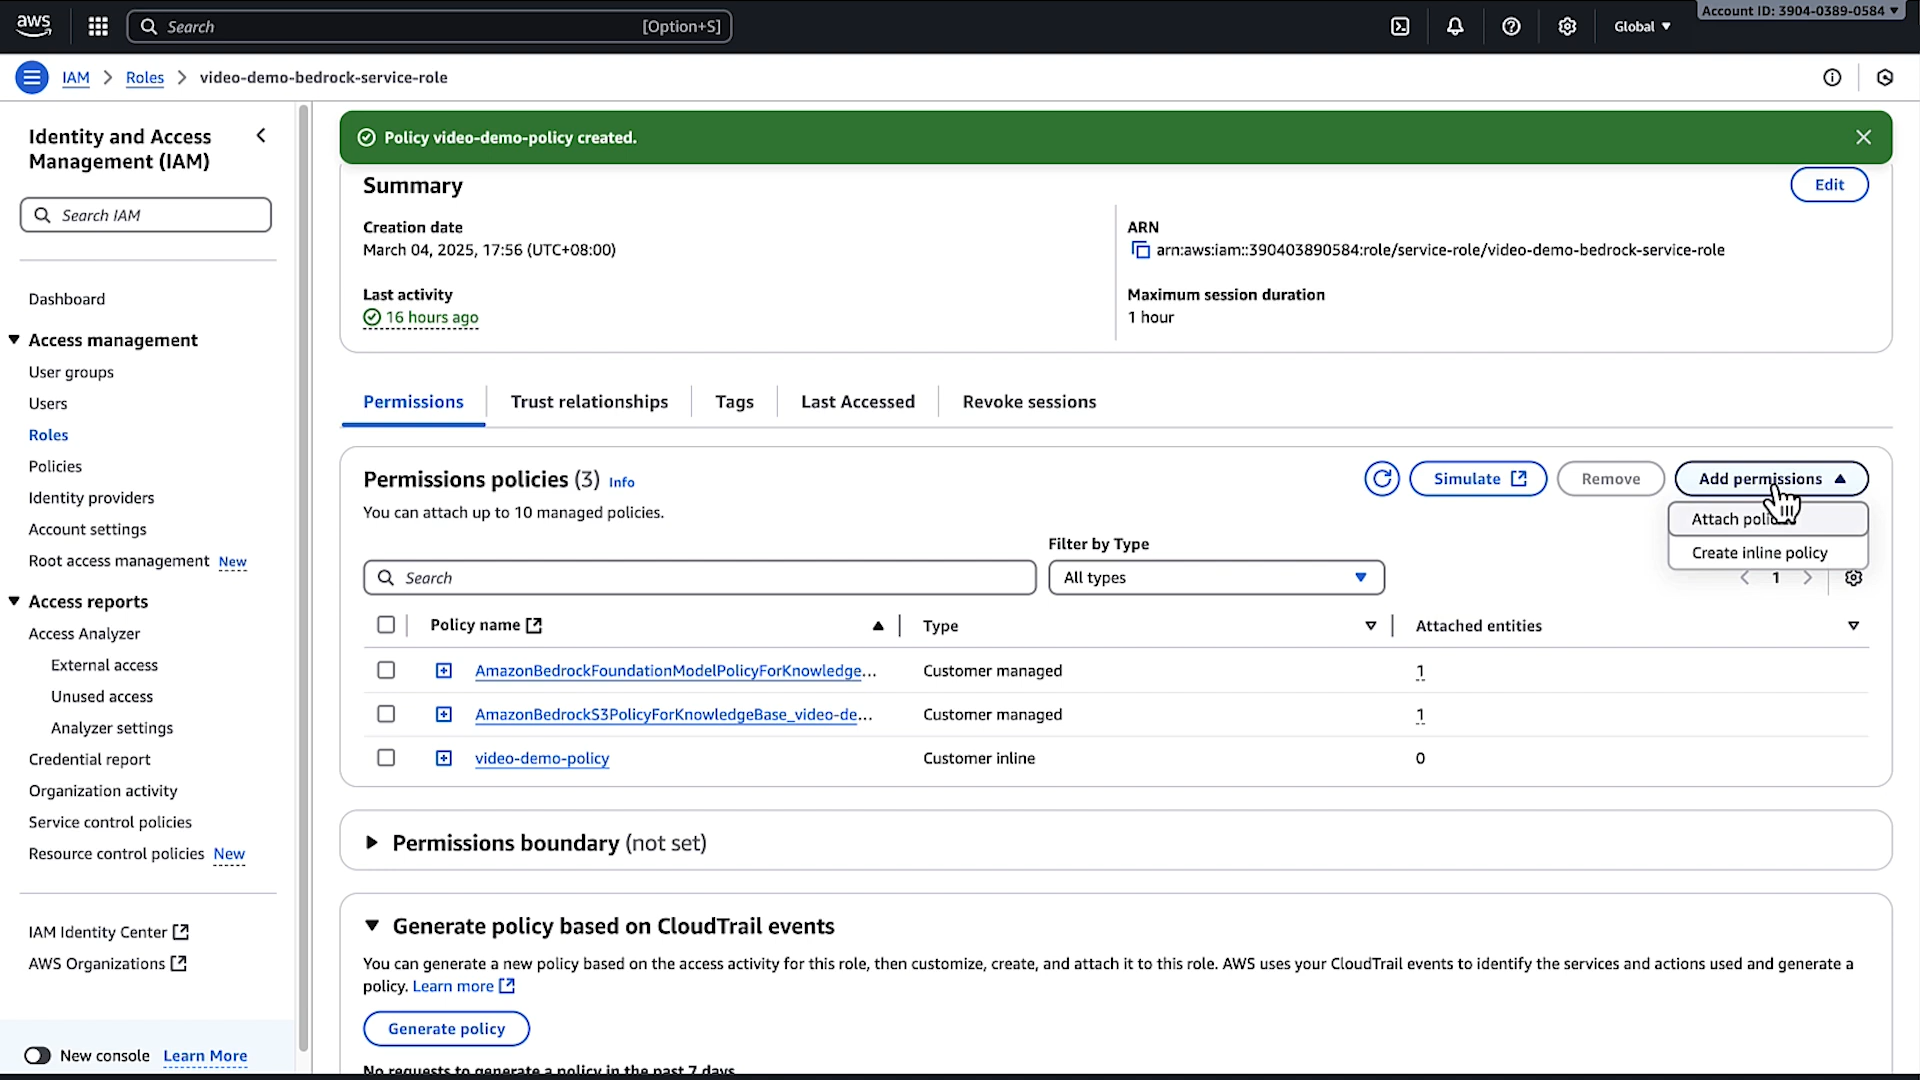 aws
Search
[Option+S]
Global
Account ID: 3904-0389-0584
IAM
Roles
video-demo-bedrock-service-role
Identity and Access
Management (IAM)
Search IAM
Dashboard
Access management
User groups
Users
Roles
Policies
Identity providers
Account settings
Root access management New
Access reports
Access Analyzer
External access
Unused access
Analyzer settings
Credential report
Organization activity
Service control policies
Resource control policies New
IAM Identity Center
AWS Organizations
New console Learn More
Policy video-demo-policy created.
Summary
Edit
Creation date
March 04, 2025, 17:56 (UTC+08:00)
ARN
arn:aws:iam::390403890584:role/service-role/video-demo-bedrock-service-role
Last activity
16 hours ago
Maximum session duration
1 hour
Permissions
Trust relationships
Tags
Last Accessed
Revoke sessions
Permissions policies (3) Info
You can attach up to 10 managed policies.
Simulate
Remove
Add permissions
Attach
Create inline policy
Filter by Type
Search
All types
1
Policy name
Type
Attached entities
AmazonBedrockFoundationModelPolicyForKnowledge... Customer managed 1
AmazonBedrockS3PolicyForKnowledgeBase_video-de... Customer managed 1
video-demo-policy Customer inline 0
Permissions boundary (not set)
Generate policy based on CloudTrail events
You can generate a new policy based on the access activity for this role, then customize, create, and attach it to this role. AWS uses your CloudTrail events to identify the services and actions used and generate a
policy. Learn more
Generate policy
No requests to generate a policy in the past 7 days.